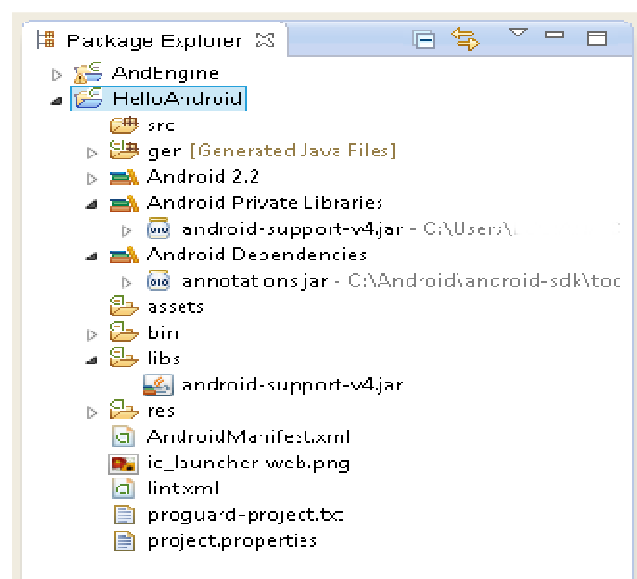 Package Explorer
AndEngine
HelloAndroid
src
gen [Generated Java Files]
Android 2.2
Android Private Libraries
android-support-v4.jar - C:\Users\
Android Dependencies
annotations.jar - C:\Android\android-sdk\too
assets
bin
libs
android-support-v4.jar
res
AndroidManifest.xml
ic_launcher-web.png
lint.xml
proguard-project.txt
project.properties